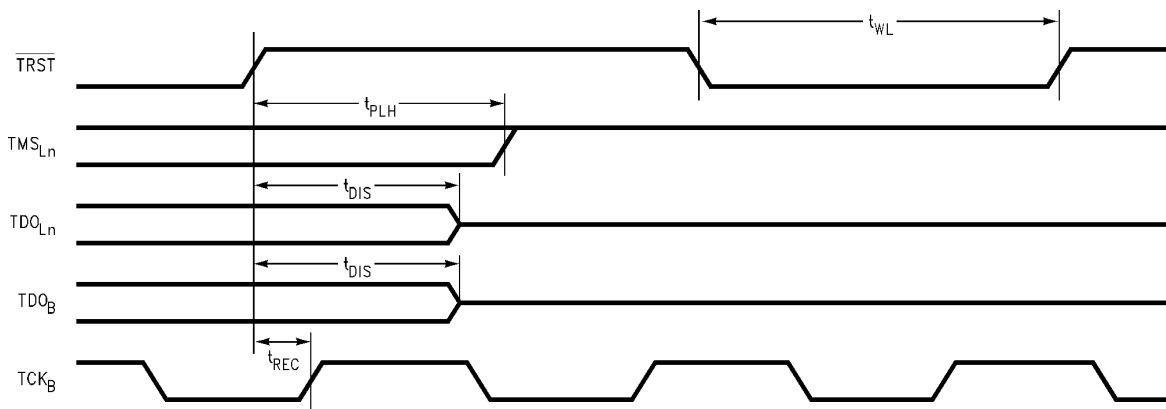 t_WL
TRST
t_PLH
TMS_Ln
t_DIS
TDO_Ln
t_DIS
TDO_B
t_REC
TCK_B